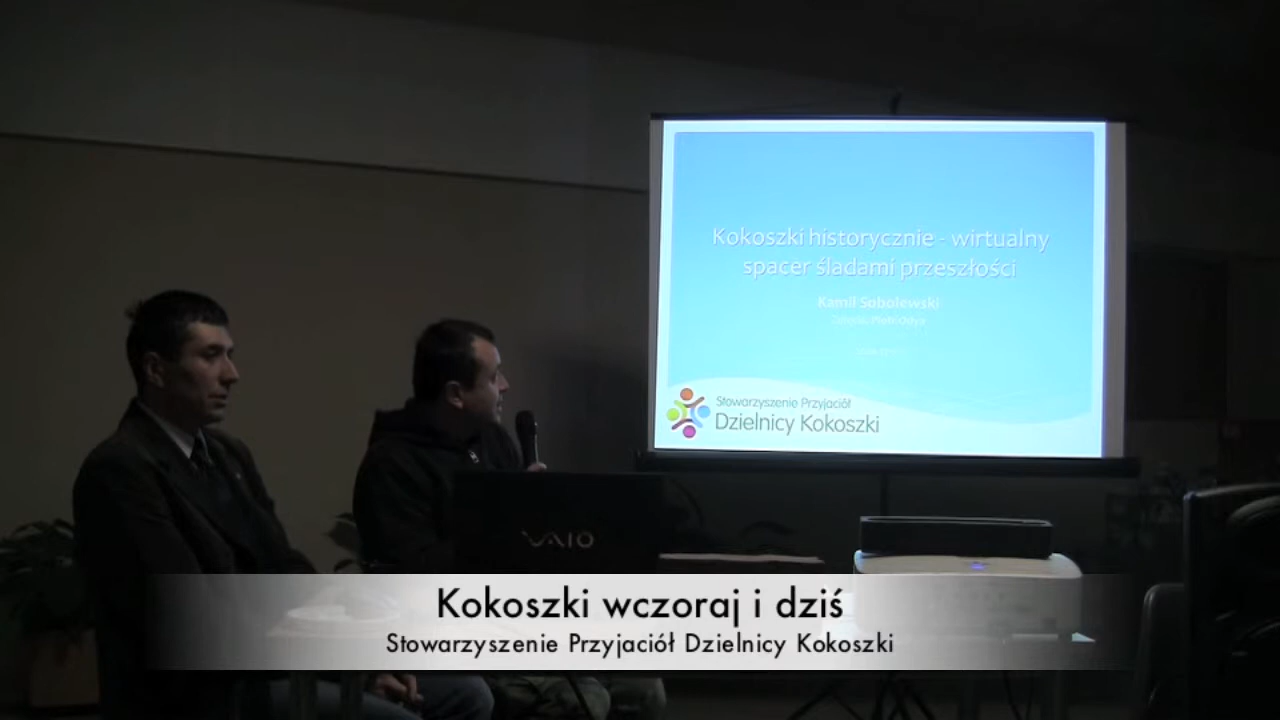 Kokoszki historycznie - wirtualny
spacer śladami przeszłości
Kamil Sobolewski
Stowarzyszenie Przyjaciół
Dzielnicy Kokoszki
VAIO
Kokoszki wczoraj i dziś
Stowarzyszenie Przyjaciół Dzielnicy Kokoszki